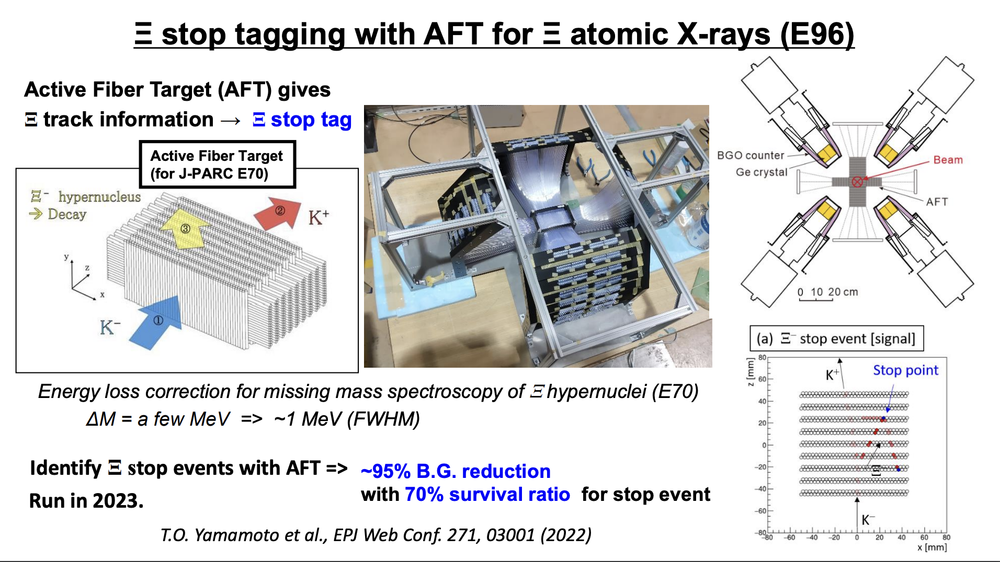 Ξ stop tagging with AFT for Ξ atomic X-rays (E96)
Active Fiber Target (AFT) gives
Ξ track information → Ξ stop tag
Active Fiber Target
(for J-PARC E70)
Ξ⁻ hypernucleus
→ Decay
③
②
K⁺
y
z
x
K⁻
①
BGO counter
Ge crystal
Beam
AFT
0 10 20 cm
Energy loss correction for missing mass spectroscopy of Ξ hypernuclei (E70)
ΔM = a few MeV => ~1 MeV (FWHM)
Identify Ξ stop events with AFT =>
~95% B.G. reduction
with 70% survival ratio for stop event
Run in 2023.
T.O. Yamamoto et al., EPJ Web Conf. 271, 03001 (2022)
(a) Ξ⁻ stop event [signal]
z [mm]
80
60
40
20
0
−20
−40
−60
−80
K⁺
Stop point
Ξ
K⁻
−80 −60 −40 −20 0 20 40 60 80
x [mm]